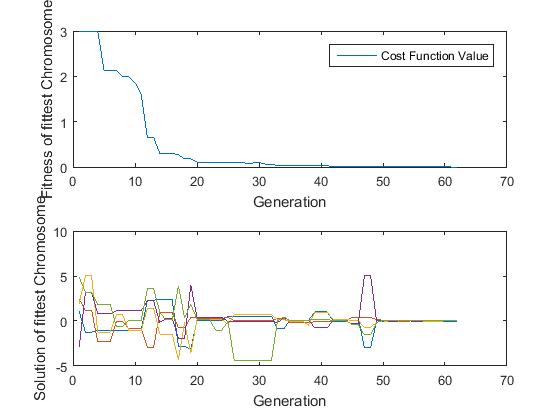 Fitness of fittest Chromosome
3
2
1
0
Cost Function Value
0 10 20 30 40 50 60 70
Generation
Solution of fittest Chromosome
10
5
0
-5
0 10 20 30 40 50 60 70
Generation